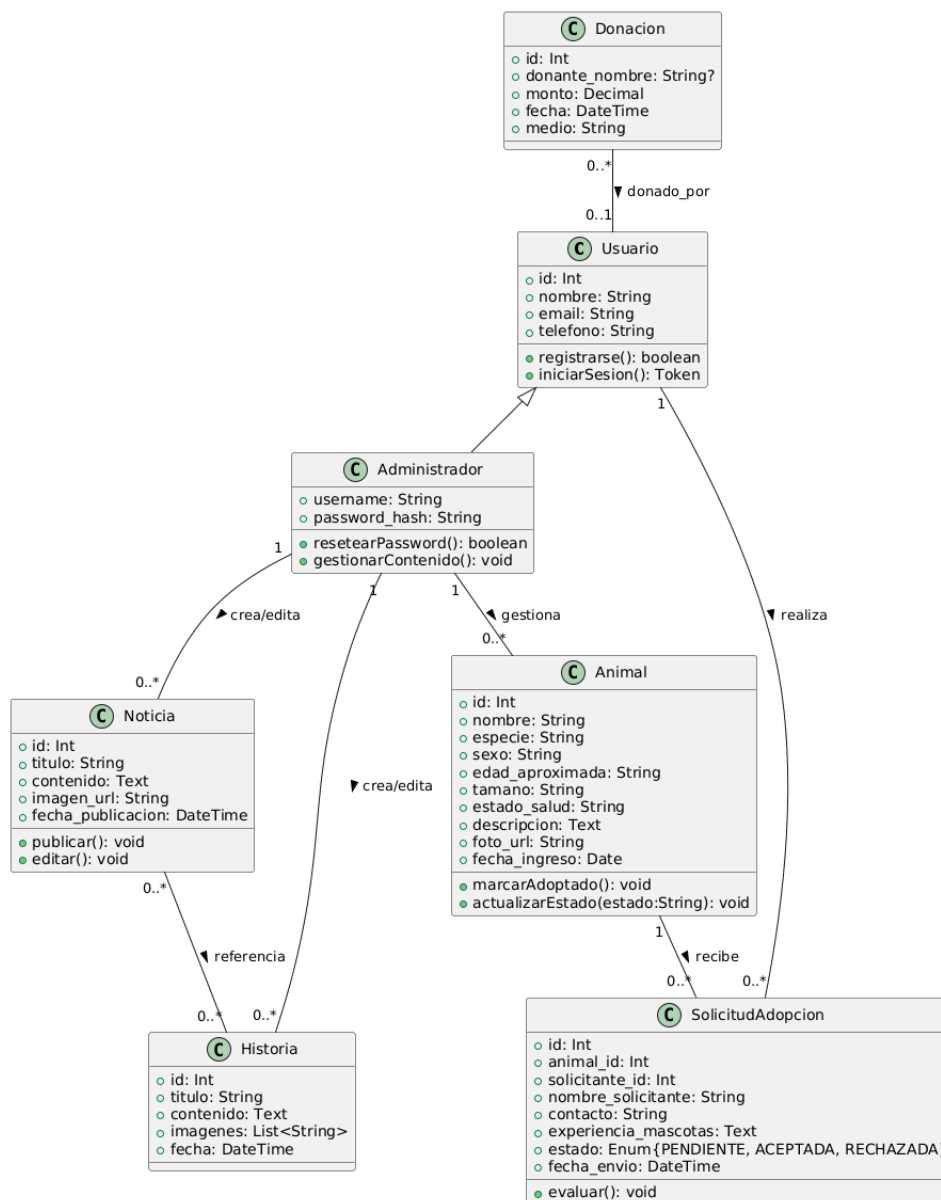 C Donacion
id: Int
donante_nombre: String?
monto: Decimal
fecha: DateTime
medio: String
0..*
donado_por
0..1
C Usuario
id: Int
nombre: String
email: String
telefono: String
registrarse(): boolean
iniciarSesion(): Token
1
C Administrador
username: String
password_hash: String
resetearPassword(): boolean
gestionarContenido(): void
1
1
1
crea/edita
gestiona
realiza
0..*
0..*
C Noticia
id: Int
titulo: String
contenido: Text
imagen_url: String
fecha_publicacion: DateTime
publicar(): void
editar(): void
0..*
crea/edita
C Animal
id: Int
nombre: String
especie: String
sexo: String
edad_aproximada: String
tamano: String
estado_salud: String
descripcion: Text
foto_url: String
fecha_ingreso: Date
marcarAdoptado(): void
actualizarEstado(estado:String): void
1
referencia
recibe
0..*
0..*
0..*
0..*
C Historia
id: Int
titulo: String
contenido: Text
imagenes: List<String>
fecha: DateTime
C SolicitudAdopcion
id: Int
animal_id: Int
solicitante_id: Int
nombre_solicitante: String
contacto: String
experiencia_mascotas: Text
estado: Enum{PENDIENTE, ACEPTADA, RECHAZADA}
fecha_envio: DateTime
evaluar(): void